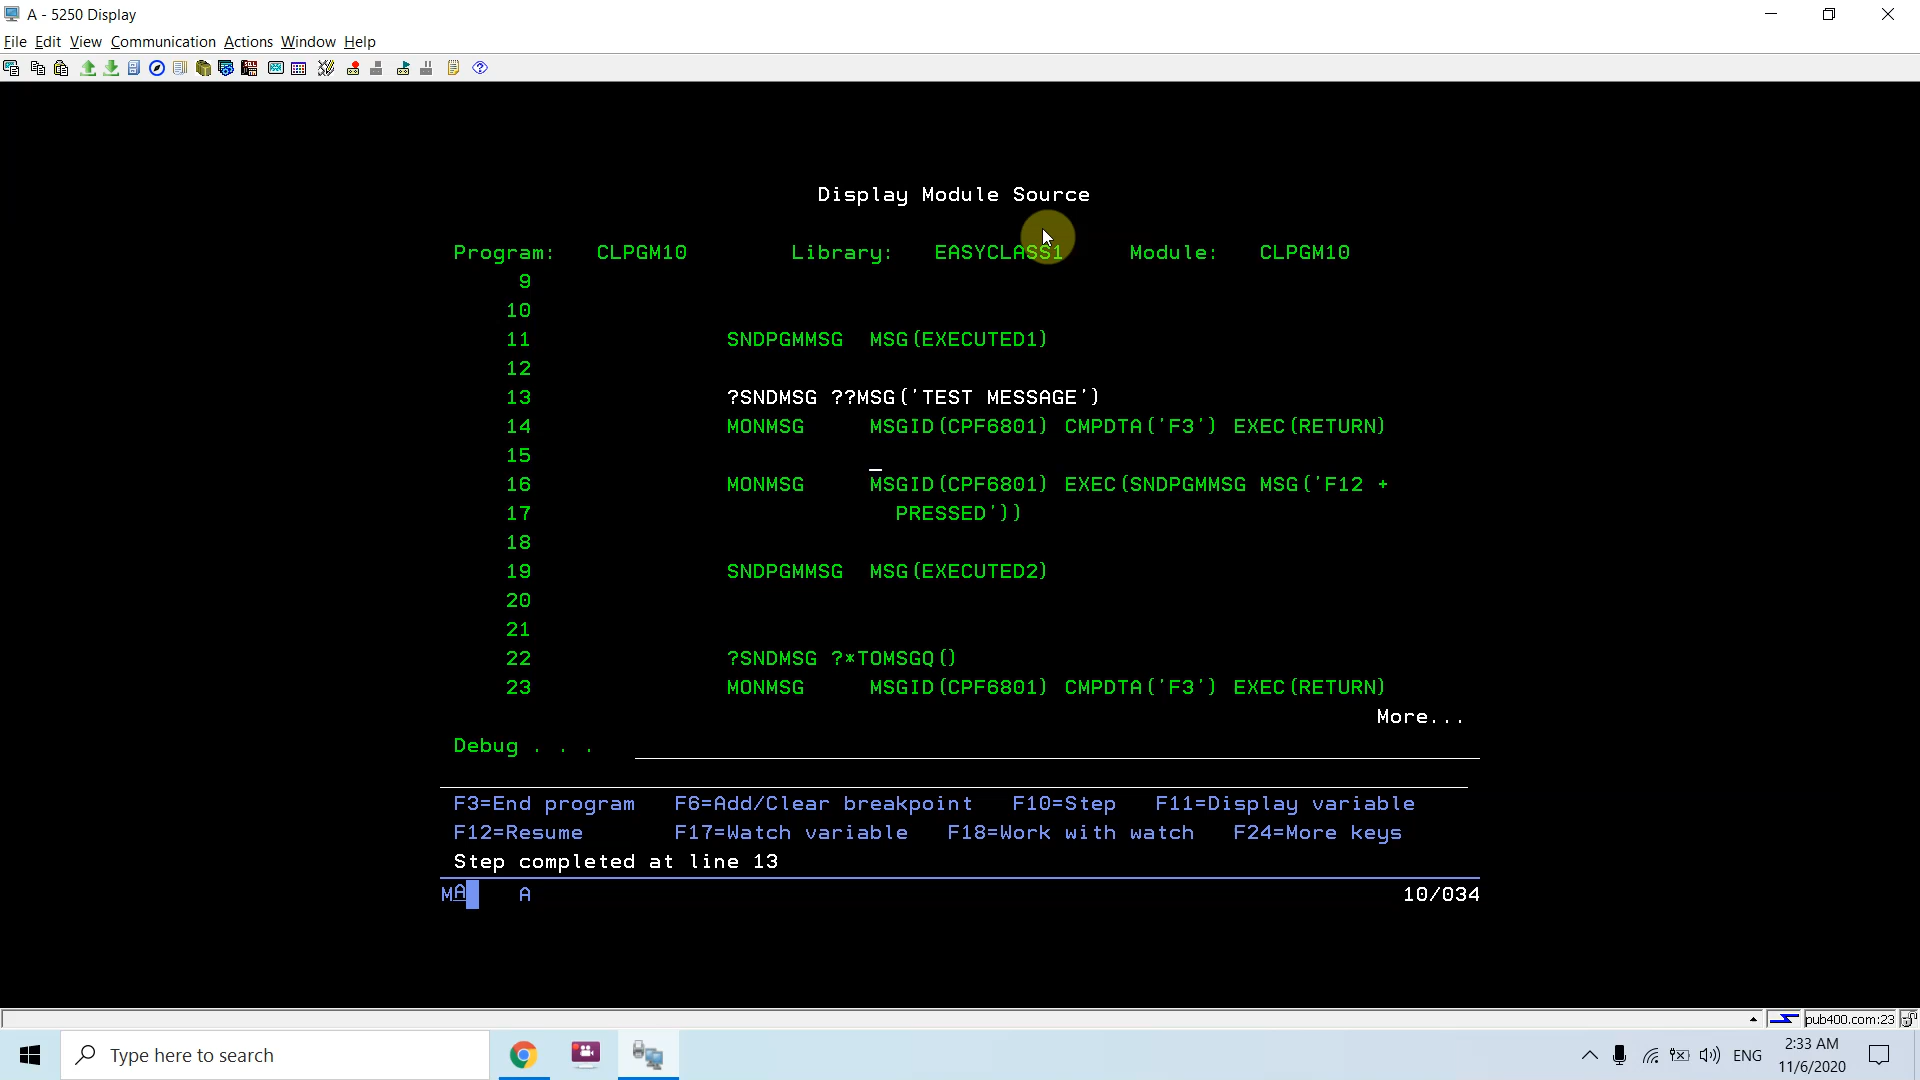 A - 5250 Display
File Edit View Communication Actions Window Help
Display Module Source
Program: CLPGM10 Library: EASYCLASS1 Module: CLPGM10
9
10
11 SNDPGMMSG MSG(EXECUTED1)
12
13 ?SNDMSG ??MSG('TEST MESSAGE')
14 MONMSG MSGID(CPF6801) CMPDTA('F3') EXEC(RETURN)
15
16 MONMSG MSGID(CPF6801) EXEC(SNDPGMMSG MSG('F12 +
17 PRESSED'))
18
19 SNDPGMMSG MSG(EXECUTED2)
20
21
22 ?SNDMSG ?*TOMSGQ()
23 MONMSG MSGID(CPF6801) CMPDTA('F3') EXEC(RETURN)
More...
Debug . . .
F3=End program F6=Add/Clear breakpoint F10=Step F11=Display variable
F12=Resume F17=Watch variable F18=Work with watch F24=More keys
Step completed at line 13
MA A 10/034
pub400.com:23
Type here to search
ENG
2:33 AM
11/6/2020